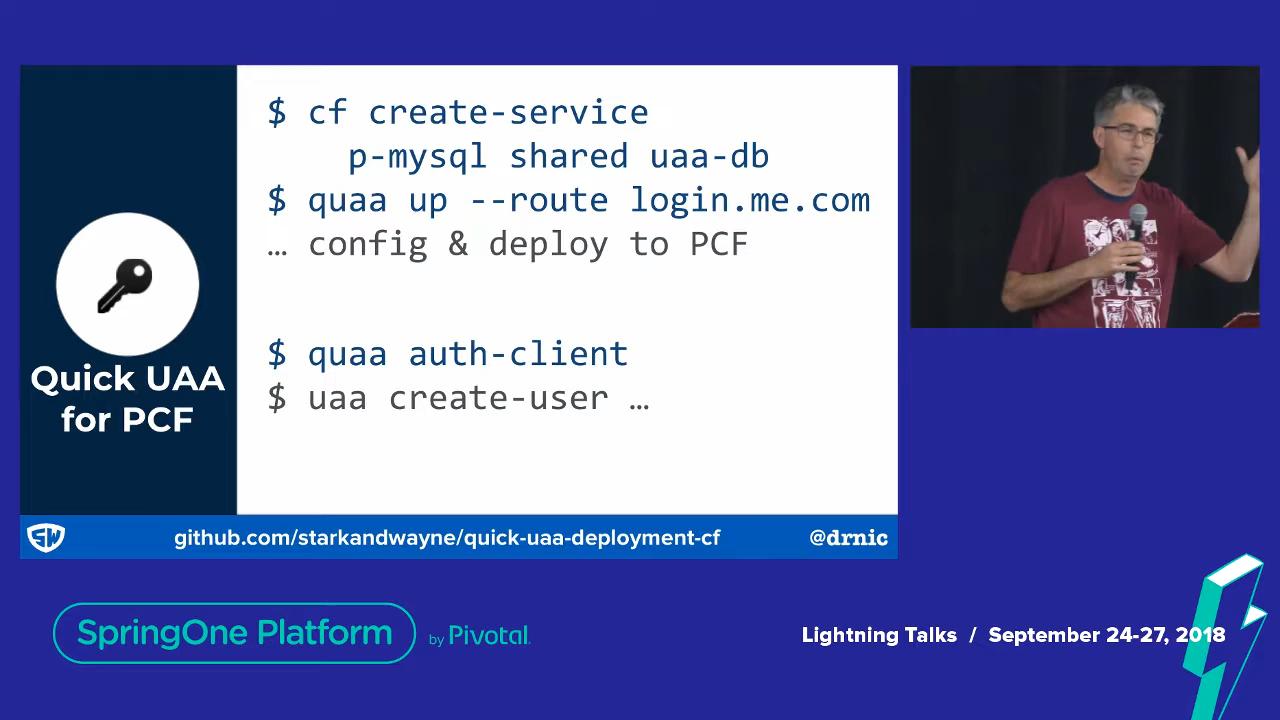 $ cf create-service
p-mysql shared uaa-db
$ quaa up --route login.me.com
… config & deploy to PCF
$ quaa auth-client
$ uaa create-user …
Quick UAA
for PCF
SW
github.com/starkandwayne/quick-uaa-deployment-cf
@drnic
SpringOne Platform
by Pivotal.
Lightning Talks / September 24-27, 2018